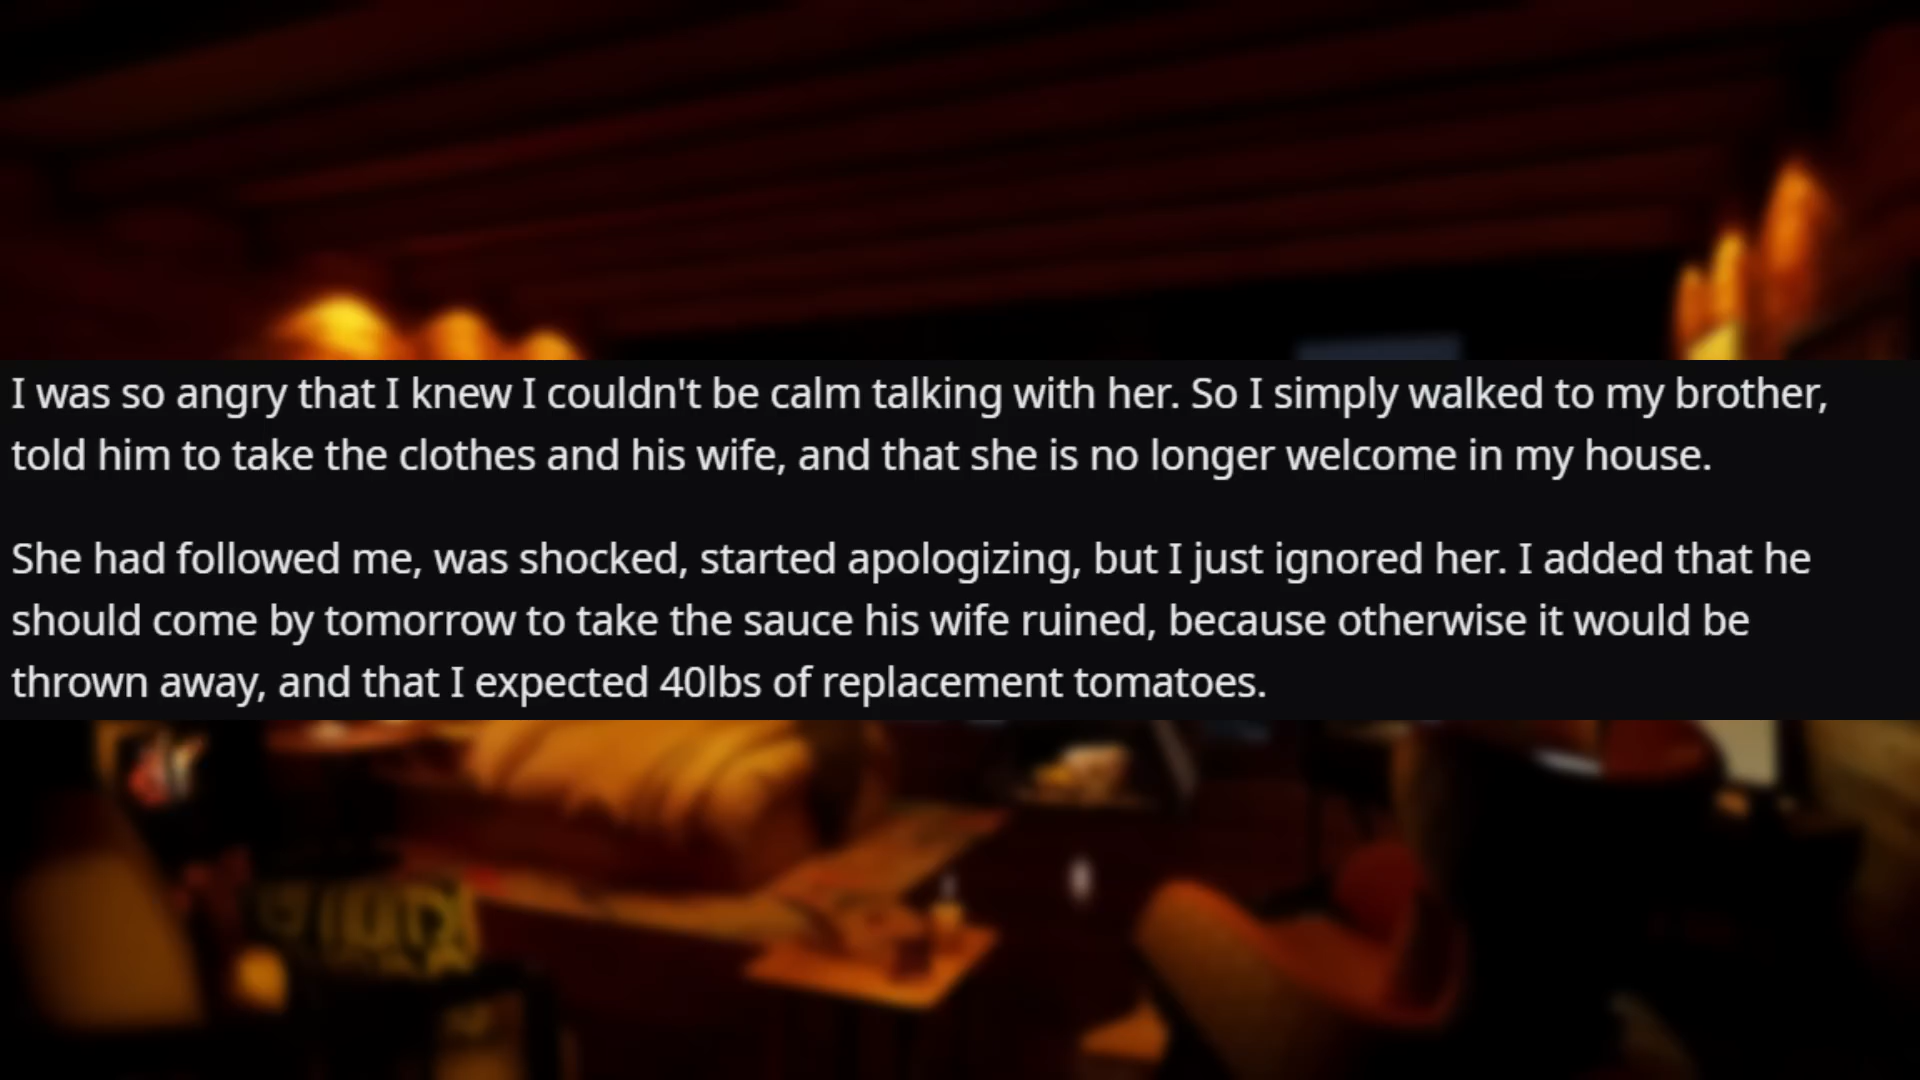 I was so angry that I knew I couldn't be calm talking with her. So I simply walked to my brother,
told him to take the clothes and his wife, and that she is no longer welcome in my house.
She had followed me, was shocked, started apologizing, but I just ignored her. I added that he
should come by tomorrow to take the sauce his wife ruined, because otherwise it would be
thrown away, and that I expected 40lbs of replacement tomatoes.